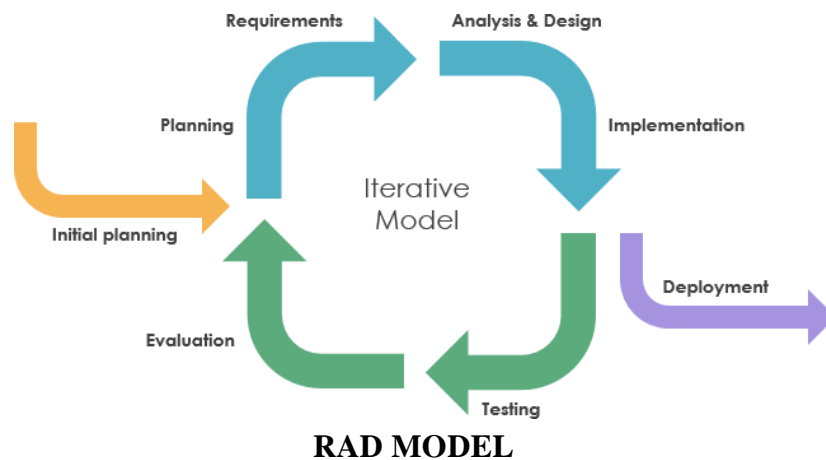 Requirements
Analysis & Design
Planning
Implementation
Iterative
Model
Initial planning
Deployment
Evaluation
Testing
RAD MODEL